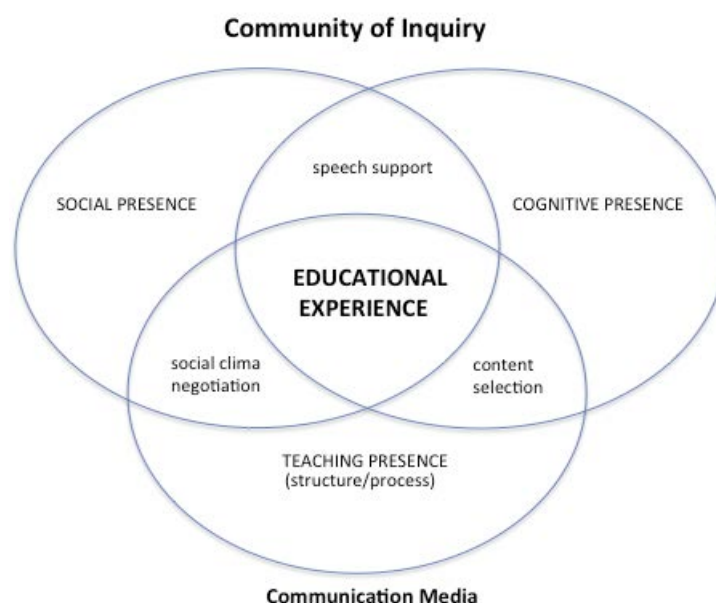 Community of Inquiry
speech support
SOCIAL PRESENCE
COGNITIVE PRESENCE
EDUCATIONAL
EXPERIENCE
social clima
negotiation
content
selection
TEACHING PRESENCE
(structure/process)
Communication Media